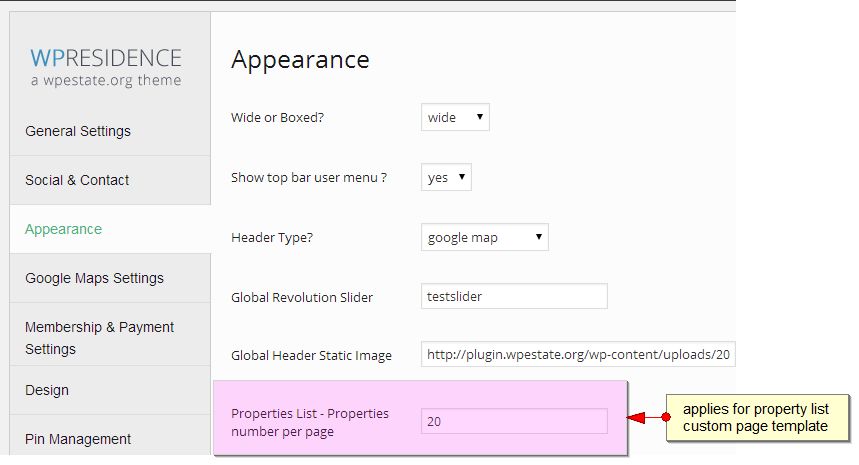 WPRESIDENCE
a wpestate.org theme
General Settings
Social & Contact
Appearance
Google Maps Settings
Membership & Payment
Settings
Design
Pin Management
Appearance
Wide or Boxed?
wide
Show top bar user menu ?
yes
Header Type?
google map
Global Revolution Slider
testslider
Global Header Static Image
http://plugin.wpestate.org/wp-content/uploads/20
Properties List - Properties
number per page
20
applies for property list
custom page template